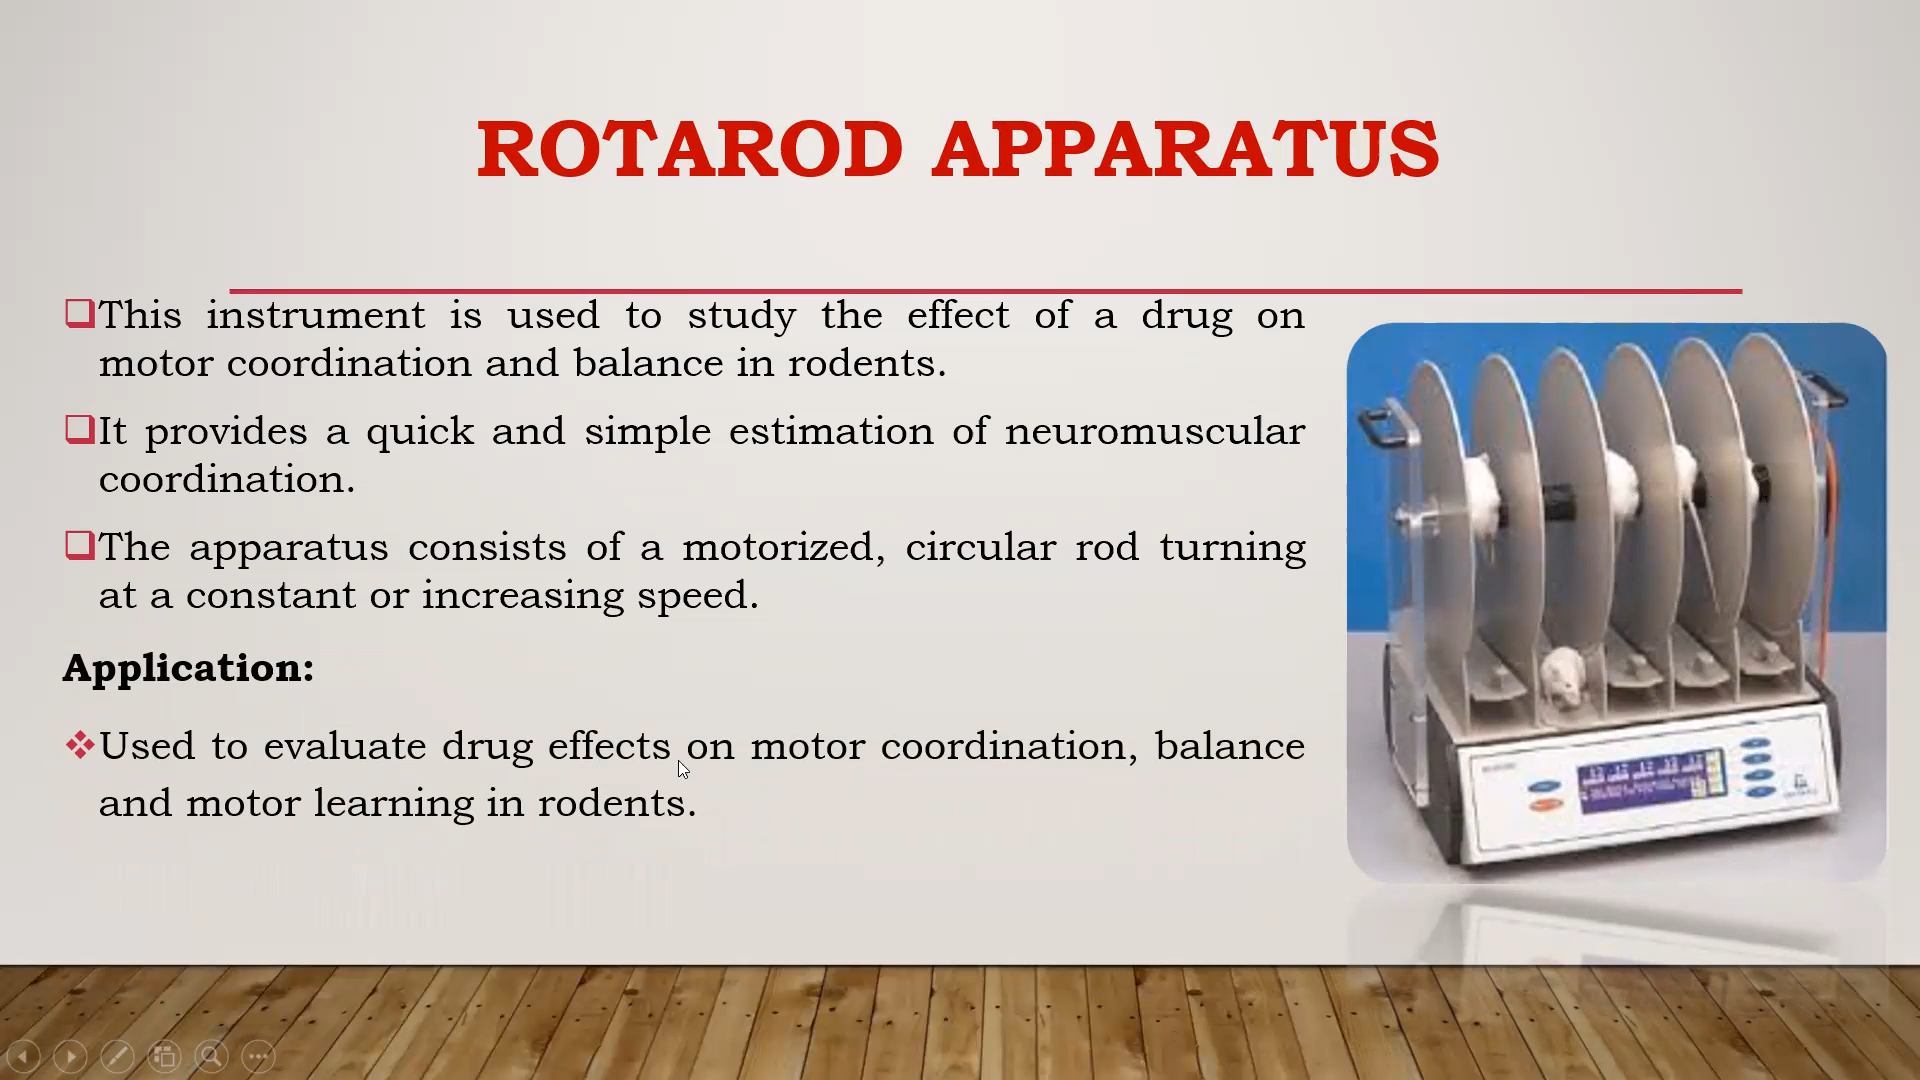 ROTAROD APPARATUS
❑This instrument is used to study the effect of a drug on
motor coordination and balance in rodents.
❑It provides a quick and simple estimation of neuromuscular
coordination.
❑The apparatus consists of a motorized, circular rod turning
at a constant or increasing speed.
Application:
❖Used to evaluate drug effects on motor coordination, balance
and motor learning in rodents.